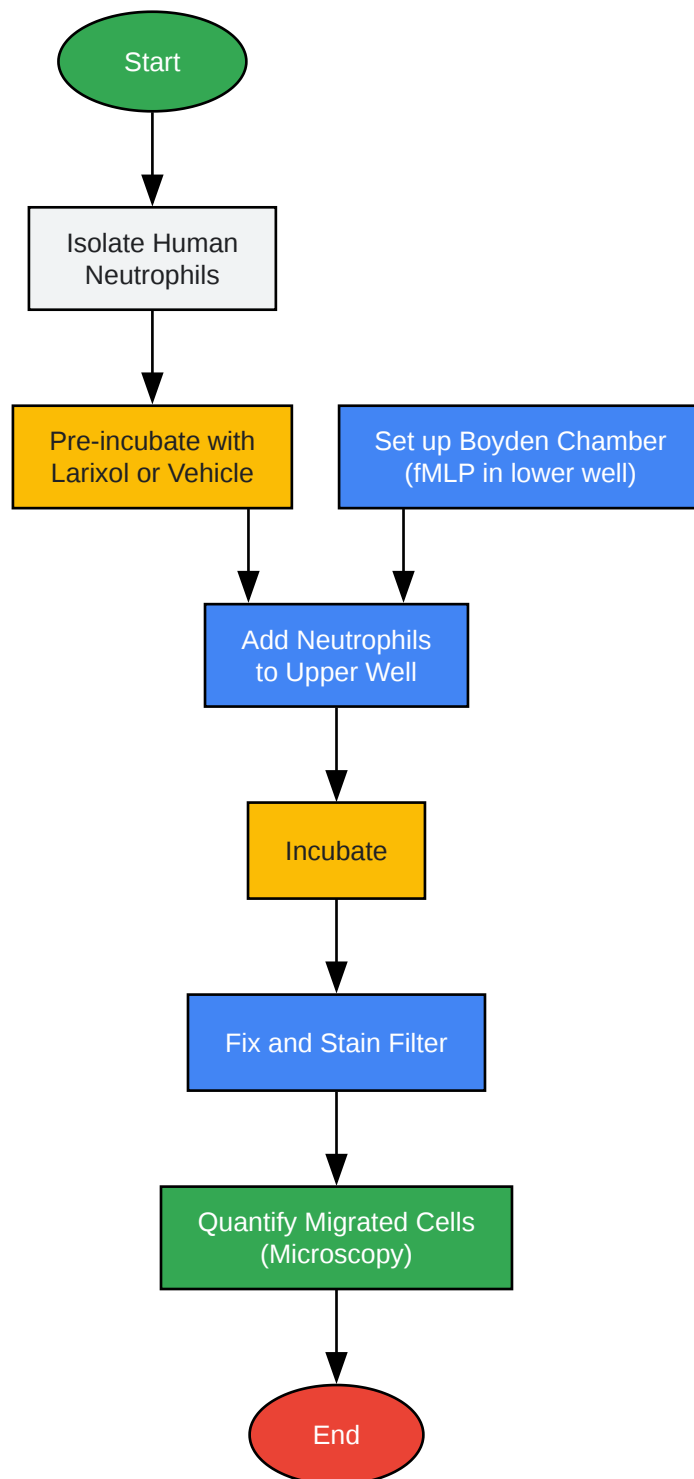 Start
Isolate Human
Neutrophils
Pre-incubate with
Larixol or Vehicle
Set up Boyden Chamber
(fMLP in lower well)
Add Neutrophils
to Upper Well
Incubate
Fix and Stain Filter
Quantify Migrated Cells
(Microscopy)
End